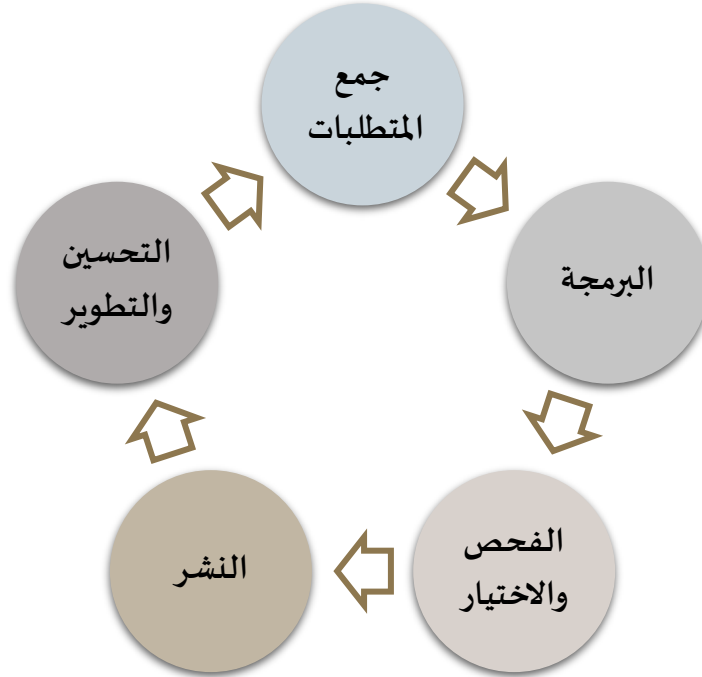 جمع
المتطلبات
البرمجة
الفحص
والاختيار
النشر
التحسين
والتطوير